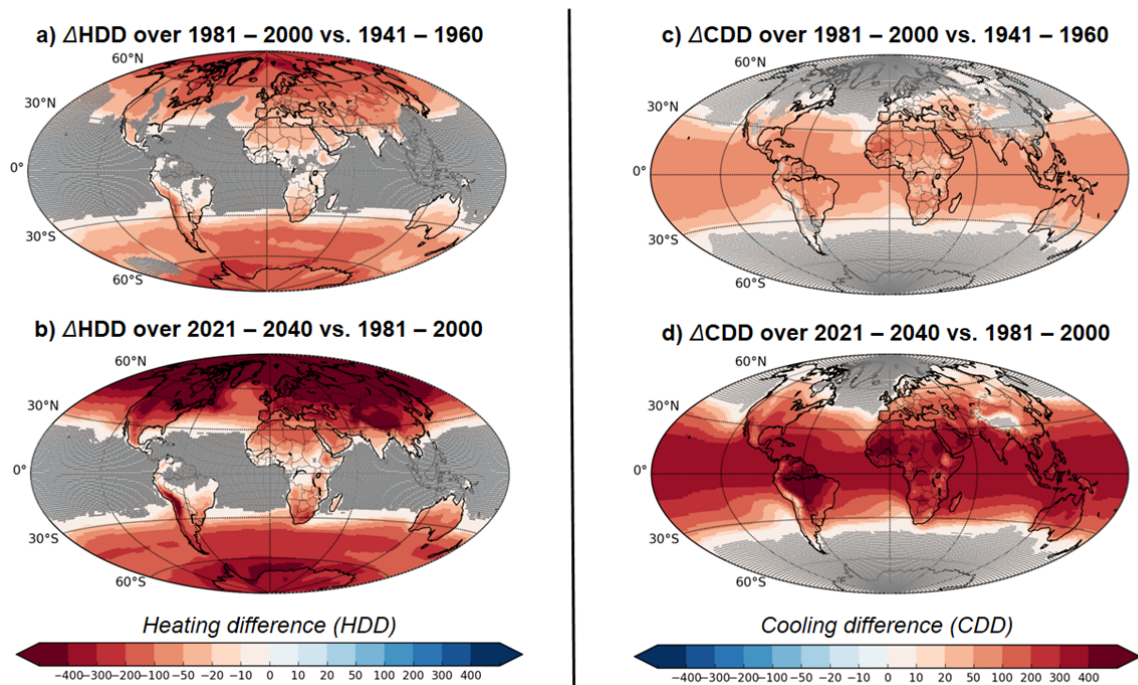 a) ΔHDD over 1981 – 2000 vs. 1941 – 1960
60°N
30°N
0°
30°S
60°S
b) ΔHDD over 2021 – 2040 vs. 1981 – 2000
60°N
30°N
0°
30°S
60°S
Heating difference (HDD)
−400−300−200−100 −50 −20 −10 0 10 20 50 100 200 300 400
c) ΔCDD over 1981 – 2000 vs. 1941 – 1960
60°N
30°N
0°
30°S
60°S
d) ΔCDD over 2021 – 2040 vs. 1981 – 2000
60°N
30°N
0°
30°S
60°S
Cooling difference (CDD)
−400−300−200−100 −50 −20 −10 0 10 20 50 100 200 300 400